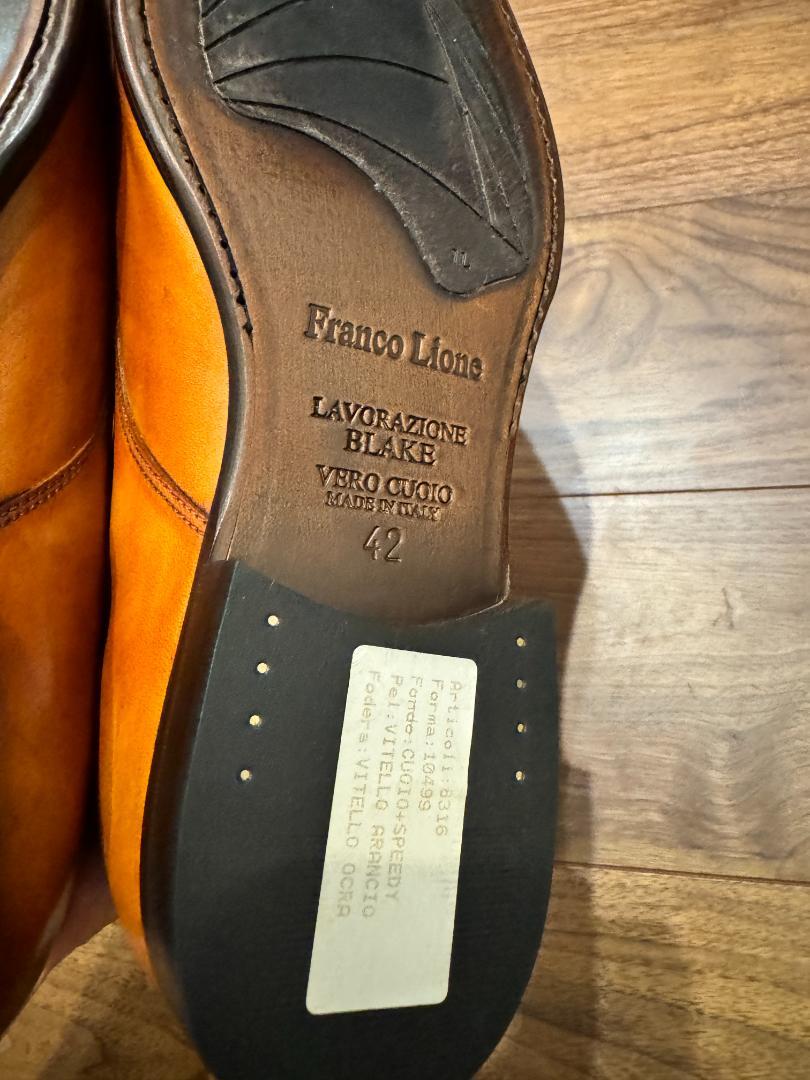 Franco Lione
LAVORAZIONE
BLAKE
VERO CUOIO
MADE IN ITALY
42
Articoli:8316
Forma:10499
Fondo:CUOIO+SPEEDY
Pel:VITELLO ARANCIO
Fodera:VITELLO OCRA